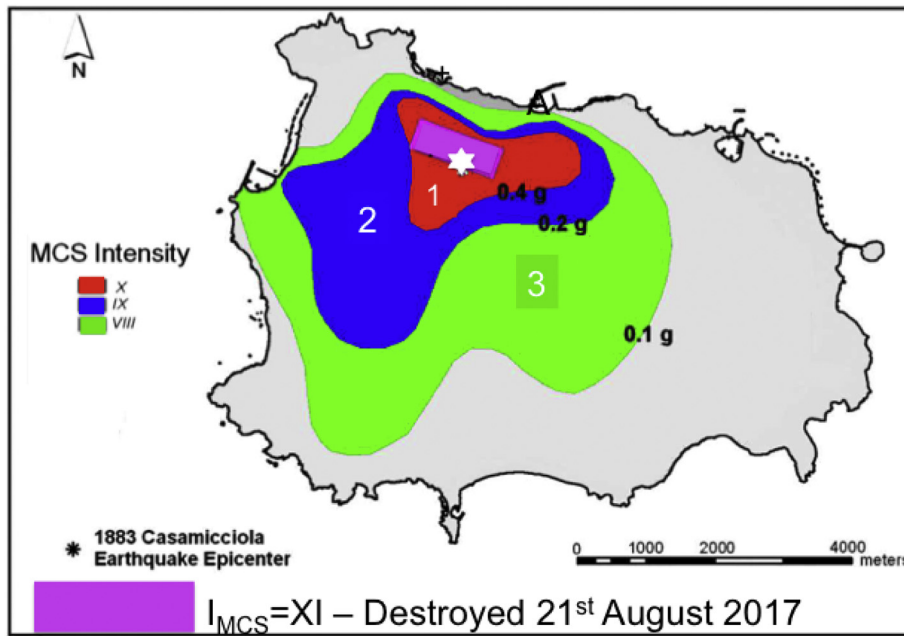 N
1
0.4 g
2
0.2 g
MCS Intensity
3
X
IX
VIII
0.1 g
1883 Casamicciola
Earthquake Epicenter
0 1000 2000 4000
meters
IMCS=XI – Destroyed 21st August 2017